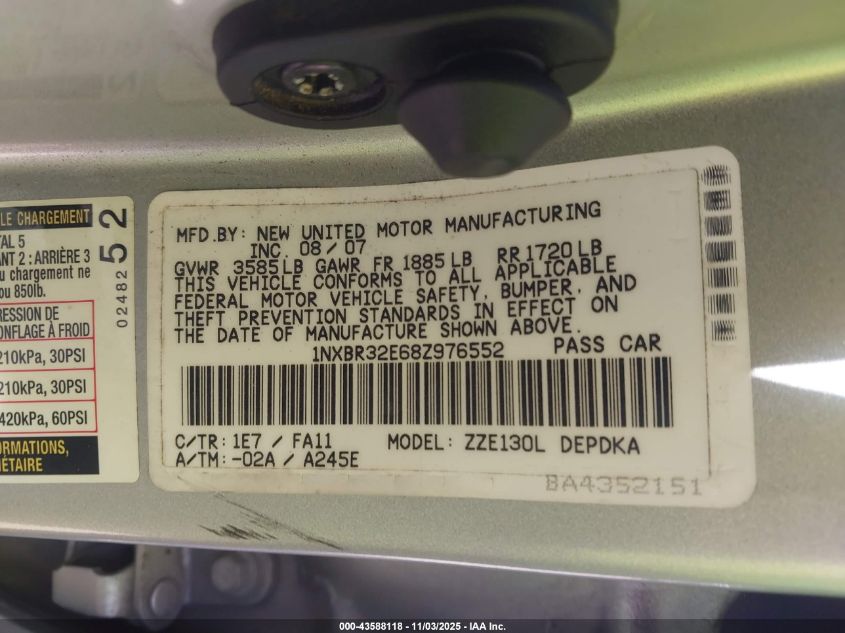 LE CHARGEMENT
TAL 5
ANT 2 : ARRIÈRE 3
u chargement ne
ou 850lb.
RESSION DE
ONFLAGE À FROID
210kPa, 30PSI
210kPa, 30PSI
420kPa, 60PSI
ORMATIONS,
IÉTAIRE
02482 52
MFD.BY: NEW UNITED MOTOR MANUFACTURING
INC. 08/07
GVWR 3585LB GAWR FR 1885LB RR 1720LB
THIS VEHICLE CONFORMS TO ALL APPLICABLE
FEDERAL MOTOR VEHICLE SAFETY, BUMPER, AND
THEFT PREVENTION STANDARDS IN EFFECT ON
THE DATE OF MANUFACTURE SHOWN ABOVE.
1NXBR32E68Z976552 PASS CAR
C/TR: 1E7 / FA11 MODEL: ZZE130L DEPDKA
A/TM: -02A / A245E
BA4352151
000-43588118 - 11/03/2025 - IAA Inc.